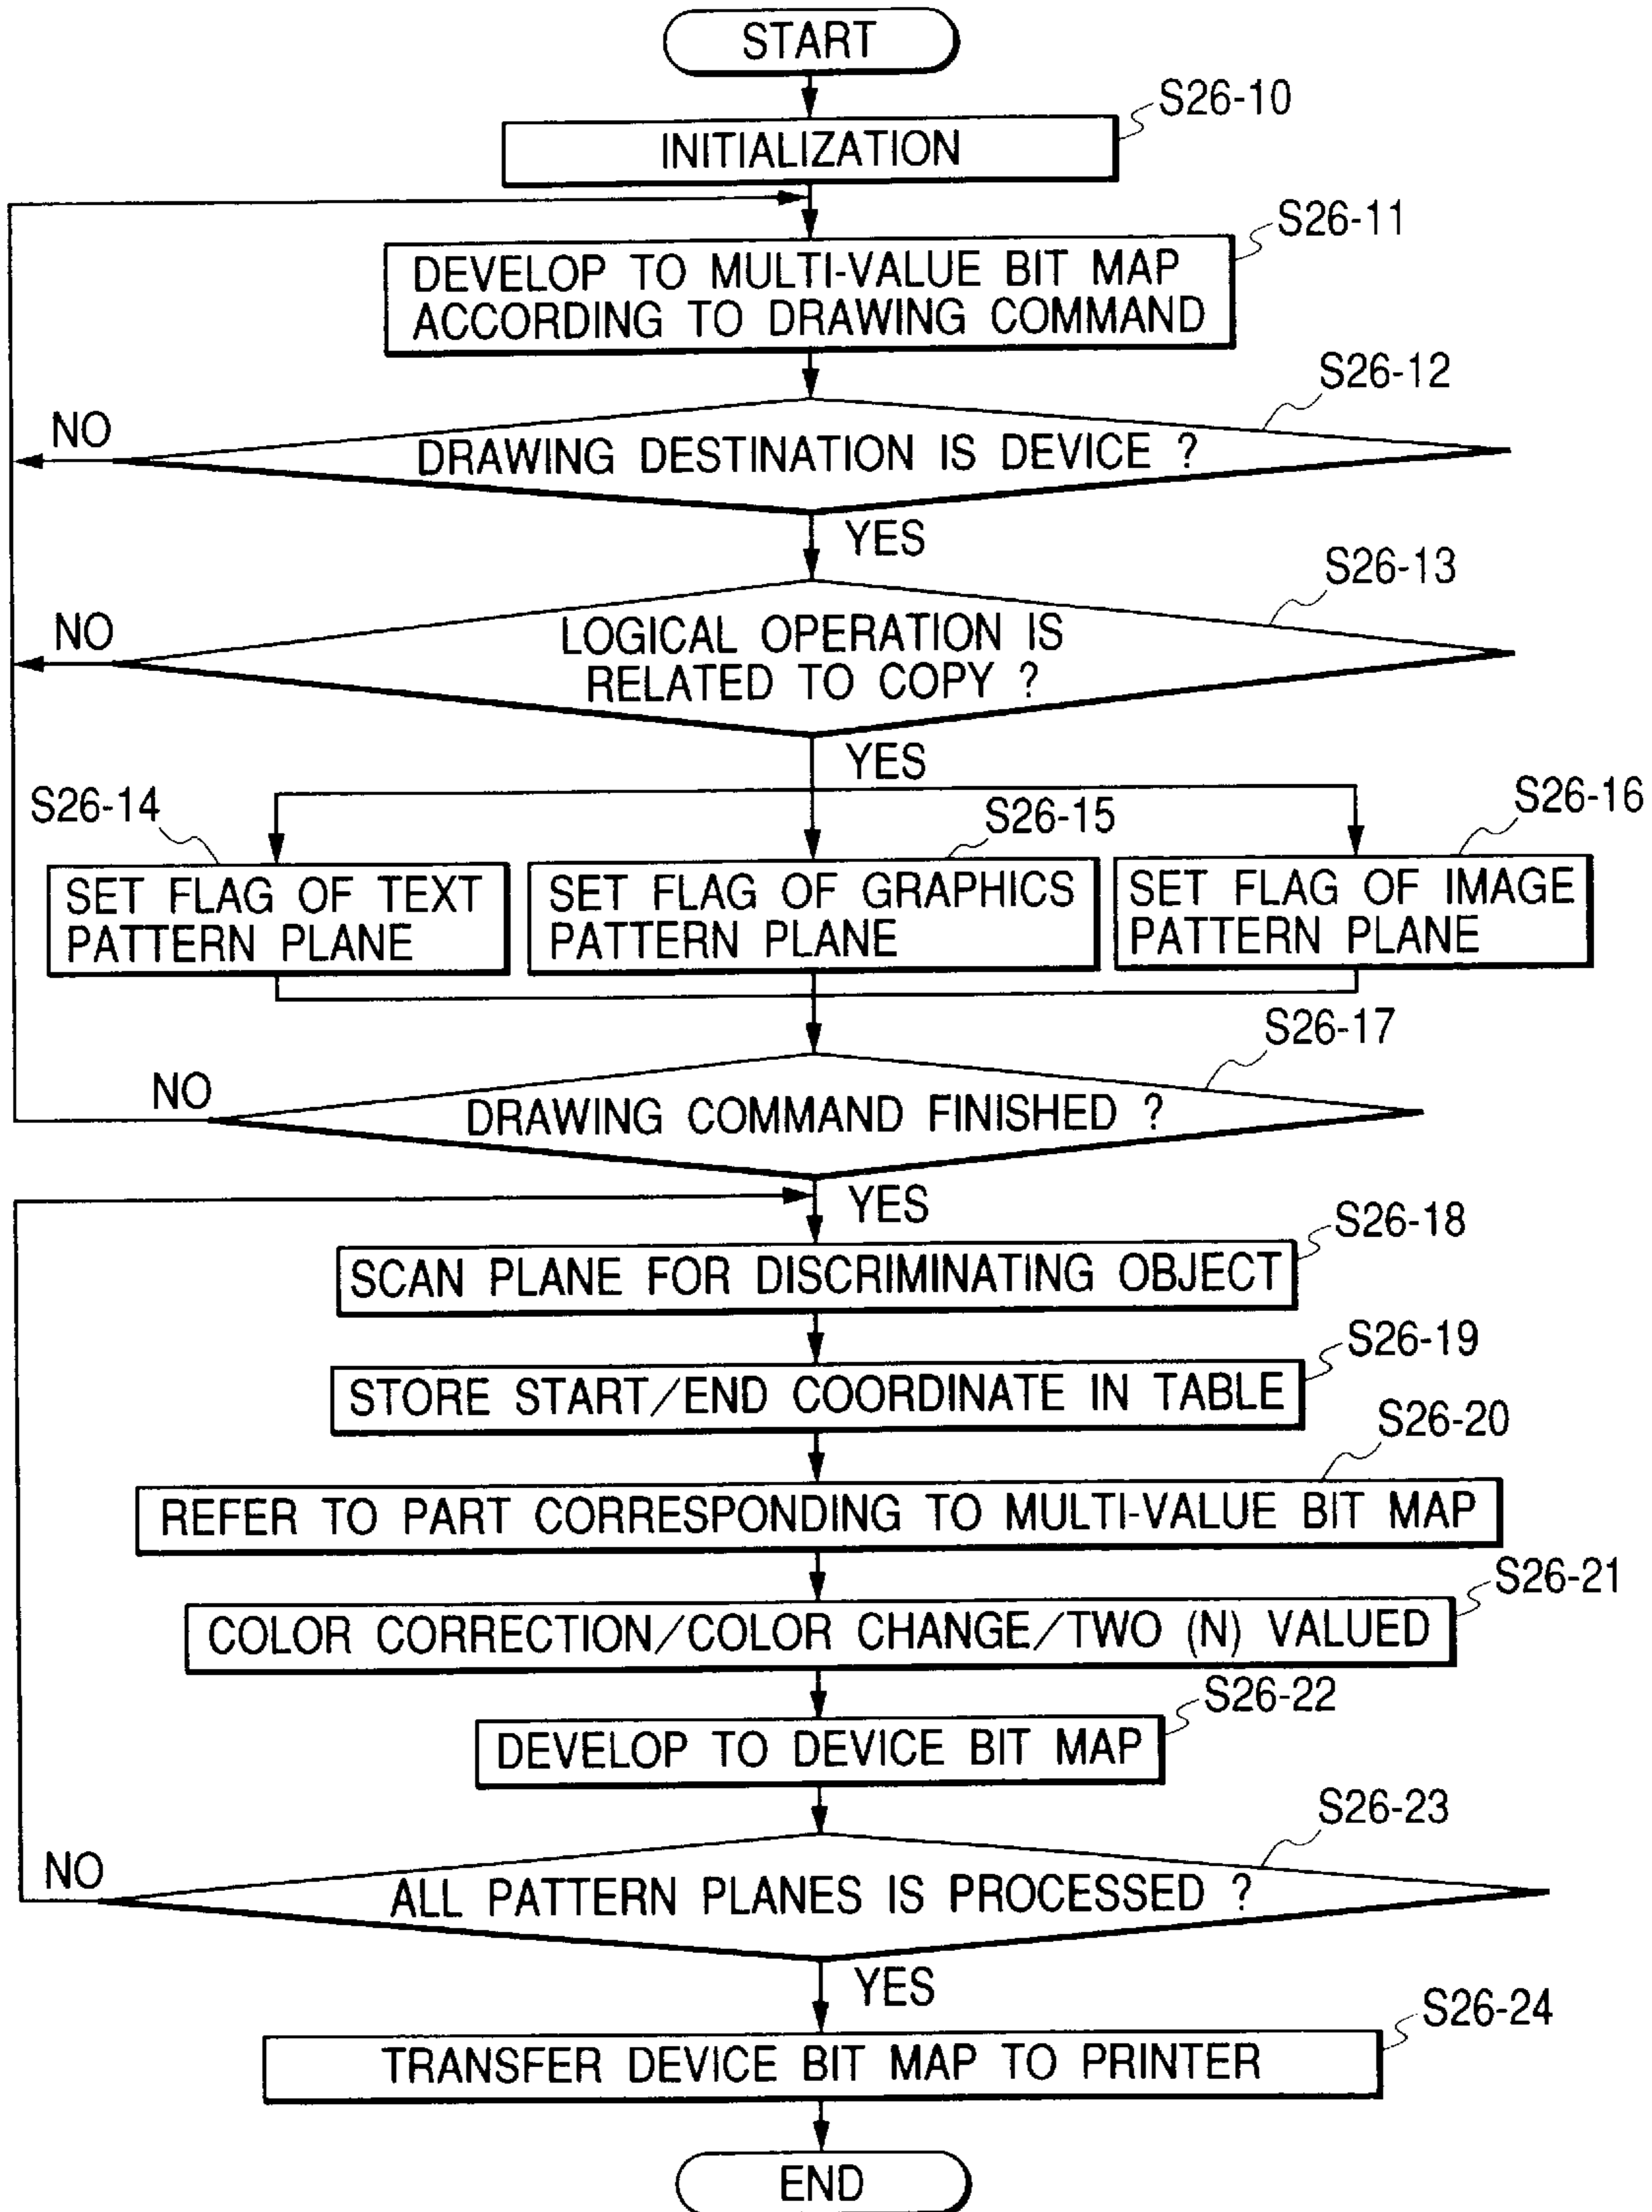 START
S26-10
INITIALIZATION
S26-11
DEVELOP TO MULTI-VALUE BIT MAP
ACCORDING TO DRAWING COMMAND
S26-12
NO
DRAWING DESTINATION IS DEVICE ?
YES
S26-13
NO
LOGICAL OPERATION IS
RELATED TO COPY ?
YES
S26-14
S26-15
S26-16
SET FLAG OF TEXT
PATTERN PLANE
SET FLAG OF GRAPHICS
PATTERN PLANE
SET FLAG OF IMAGE
PATTERN PLANE
S26-17
NO
DRAWING COMMAND FINISHED ?
YES
S26-18
SCAN PLANE FOR DISCRIMINATING OBJECT
S26-19
STORE START/END COORDINATE IN TABLE
S26-20
REFER TO PART CORRESPONDING TO MULTI-VALUE BIT MAP
S26-21
COLOR CORRECTION/COLOR CHANGE/TWO (N) VALUED
S26-22
DEVELOP TO DEVICE BIT MAP
S26-23
NO
ALL PATTERN PLANES IS PROCESSED ?
YES
S26-24
TRANSFER DEVICE BIT MAP TO PRINTER
END